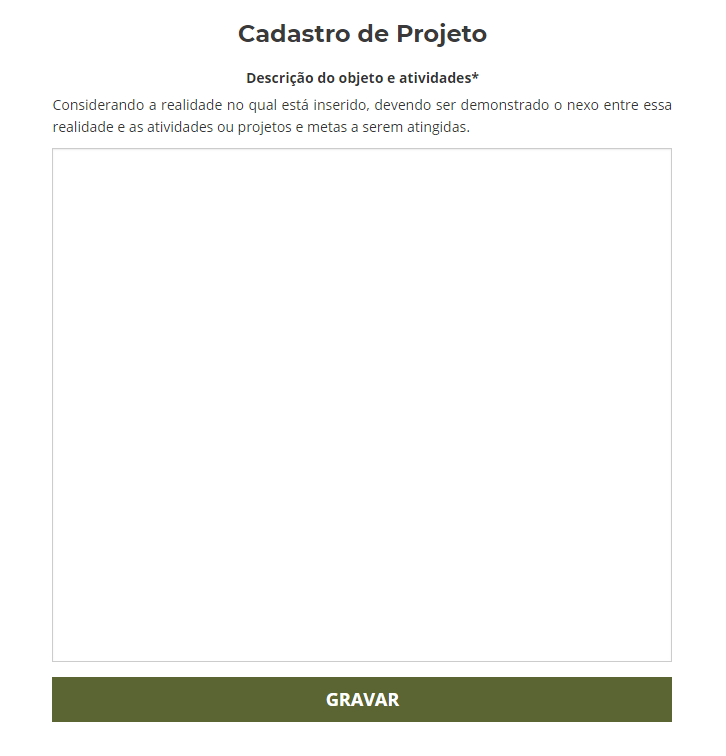 Cadastro de Projeto
Descrição do objeto e atividades*
Considerando a realidade no qual está inserido, devendo ser demonstrado o nexo entre essa
realidade e as atividades ou projetos e metas a serem atingidas.
GRAVAR